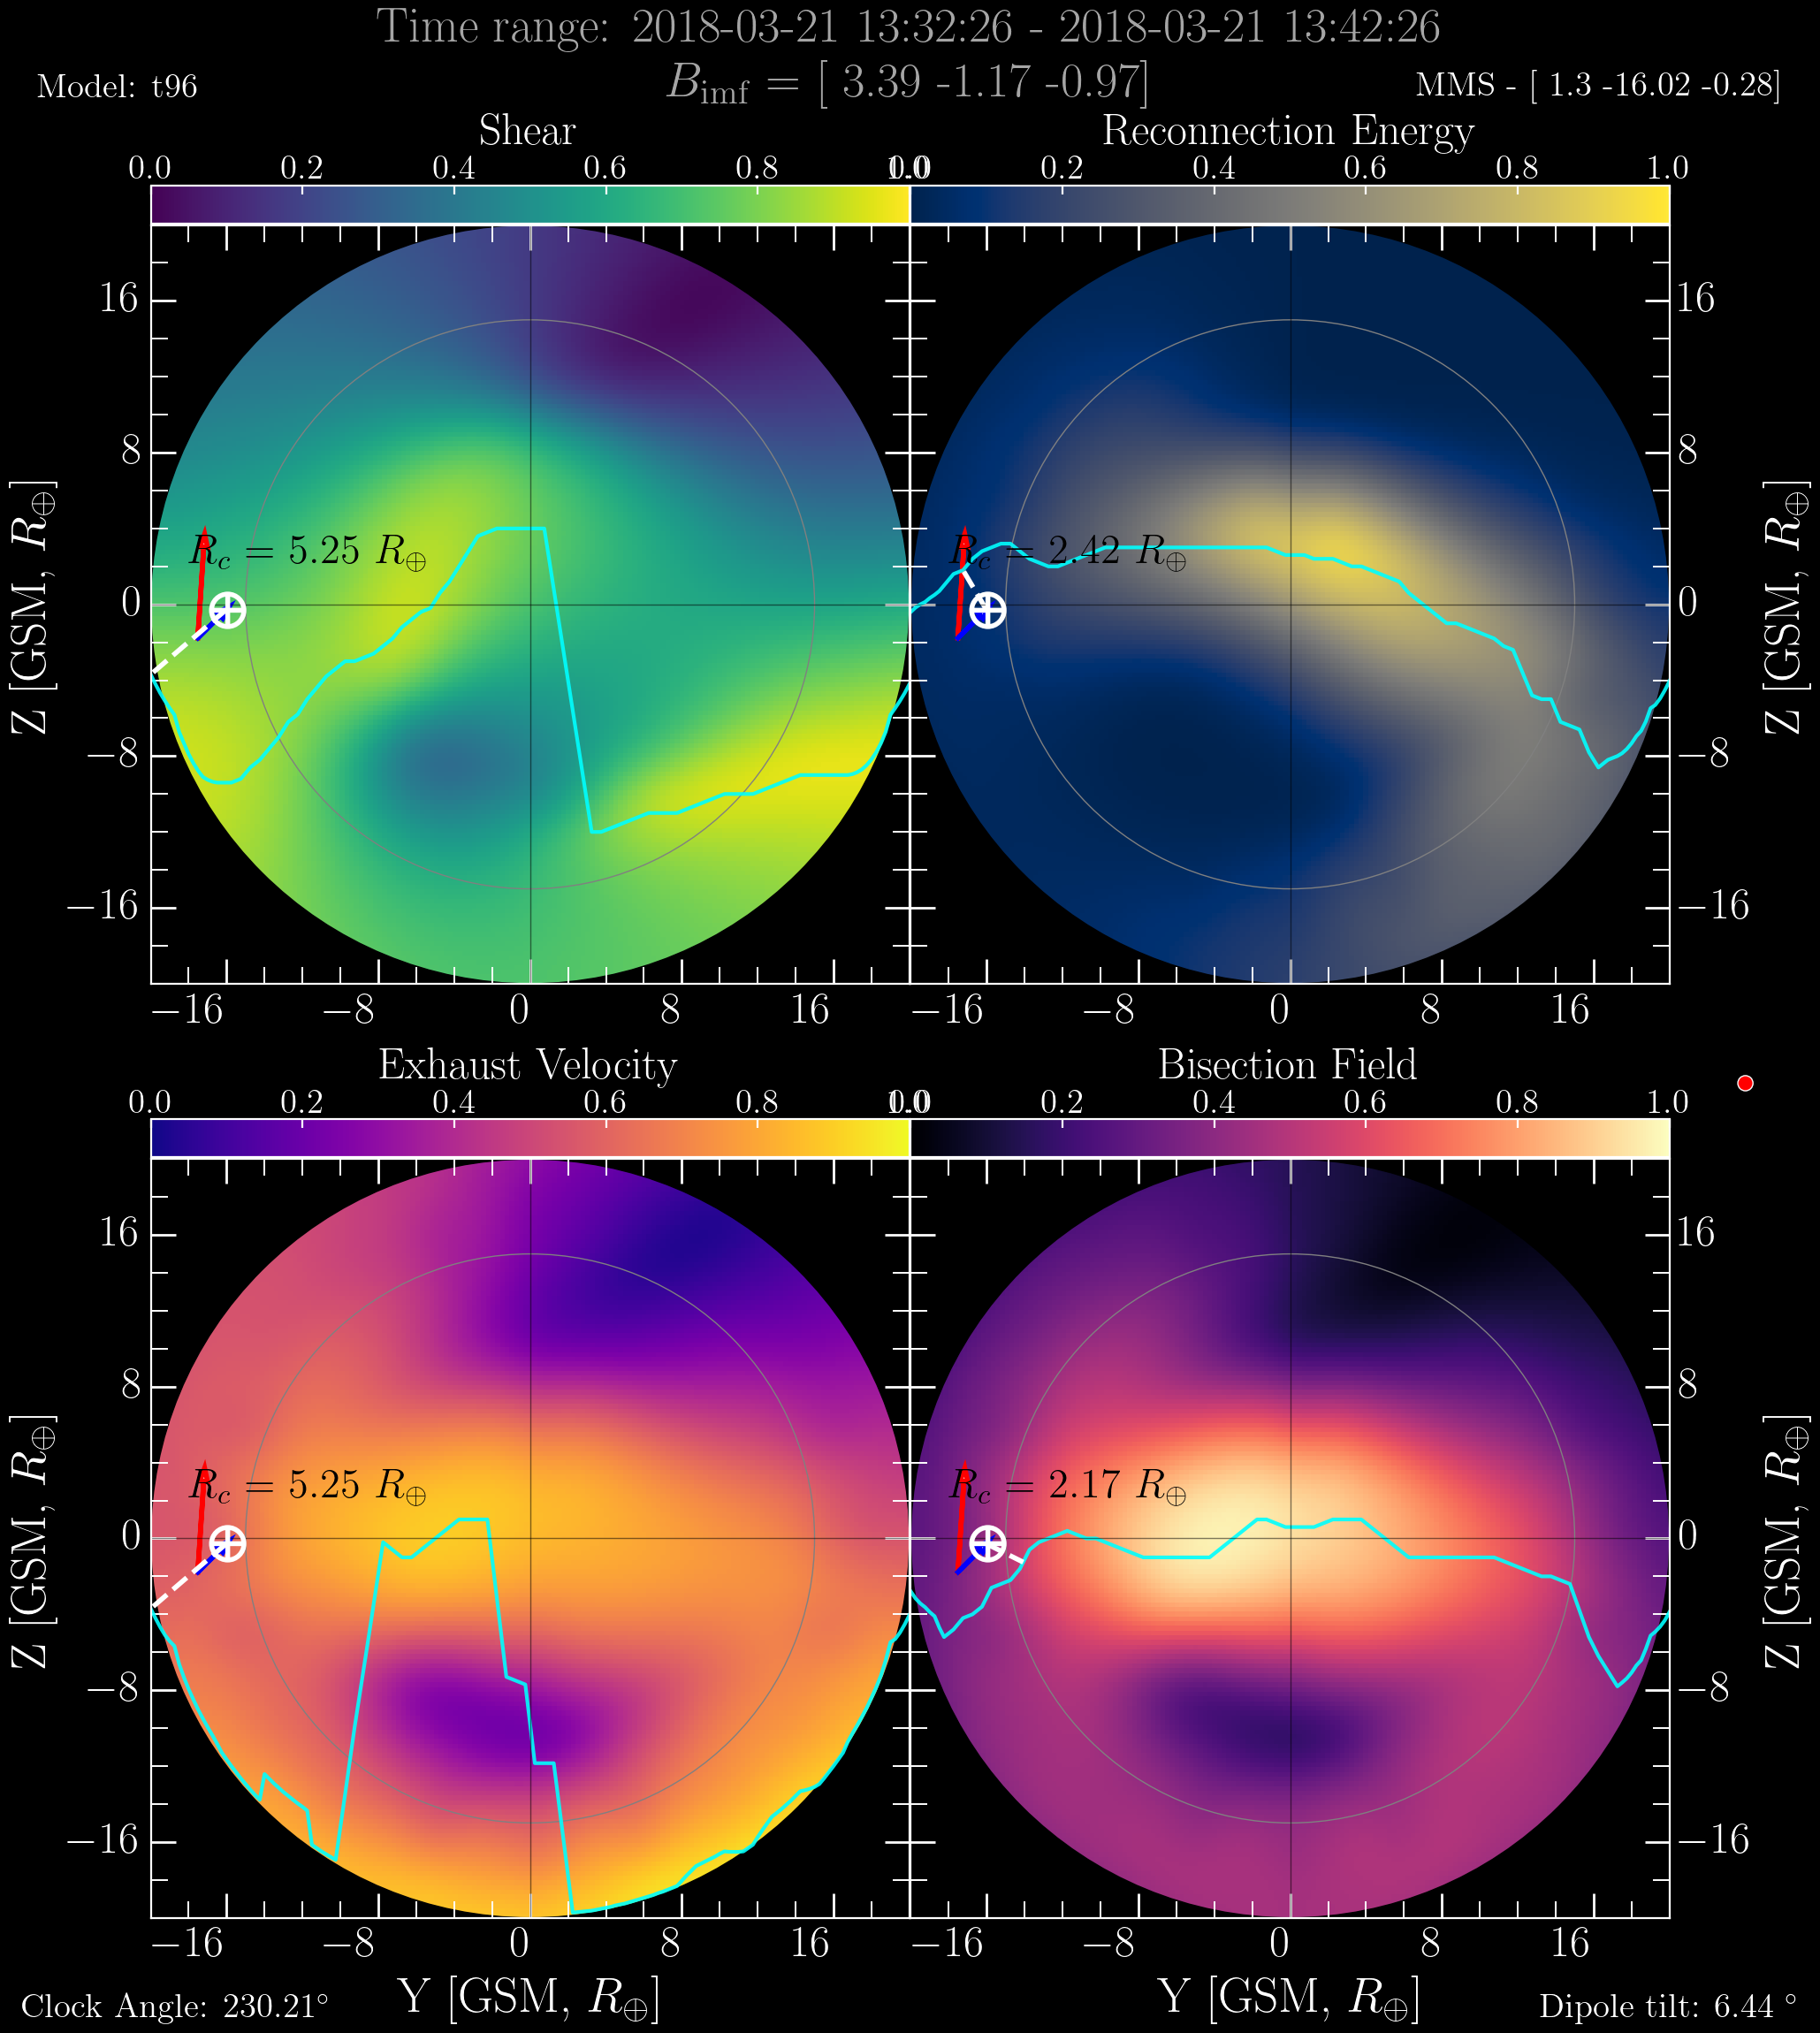 Time range: 2018-03-21 13:32:26 - 2018-03-21 13:42:26
B_imf = [ 3.39 -1.17 -0.97]
Model: t96
MMS - [ 1.3 -16.02 -0.28]
Shear
Reconnection Energy
0.0 0.2 0.4 0.6 0.8 1.0
0.0 0.2 0.4 0.6 0.8 1.0
16
8
0
−8
−16
Z [GSM, R⊕]
R_c = 5.25 R⊕
R_c = 2.42 R⊕
16
8
0
−8
−16
Z [GSM, R⊕]
−16 −8 0 8 16
−16 −8 0 8 16
Exhaust Velocity
Bisection Field
0.0 0.2 0.4 0.6 0.8 1.0
0.0 0.2 0.4 0.6 0.8 1.0
16
8
0
−8
−16
Z [GSM, R⊕]
R_c = 5.25 R⊕
R_c = 2.17 R⊕
16
8
0
−8
−16
Z [GSM, R⊕]
−16 −8 0 8 16
−16 −8 0 8 16
Y [GSM, R⊕]
Y [GSM, R⊕]
Clock Angle: 230.21°
Dipole tilt: 6.44 °